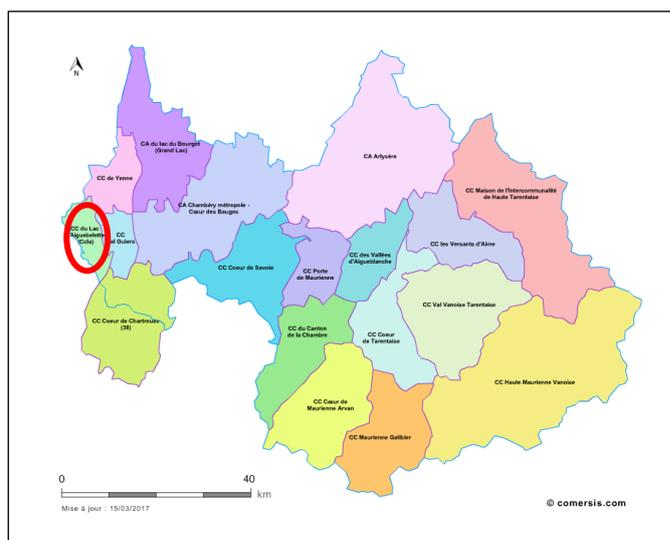 N
CA du lac du Bourget
(Grand Lac)
CA Arlysère
CC de Yenne
CC Maison de l'Intercommunalité
de Haute Tarentaise
CA Chambéry métropole -
Cœur des Bauges
CC du Lac
Aiguebelette
(Ccla)
CC
Guiers
CC les Versants d'Aime
CC des Vallées
d'Aigueblanche
CC Coeur de Savoie
CC Porte
de Maurienne
CC Val Vanoise Tarentaise
CC Coeur de Chartreuse
(38)
CC du Canton
de la Chambre
CC Coeur
de Tarentaise
CC Haute Maurienne Vanoise
CC Cœur de
Maurienne Arvan
CC Maurienne Galibier
0 40
km
Mise à jour : 15/03/2017
© comersis.com